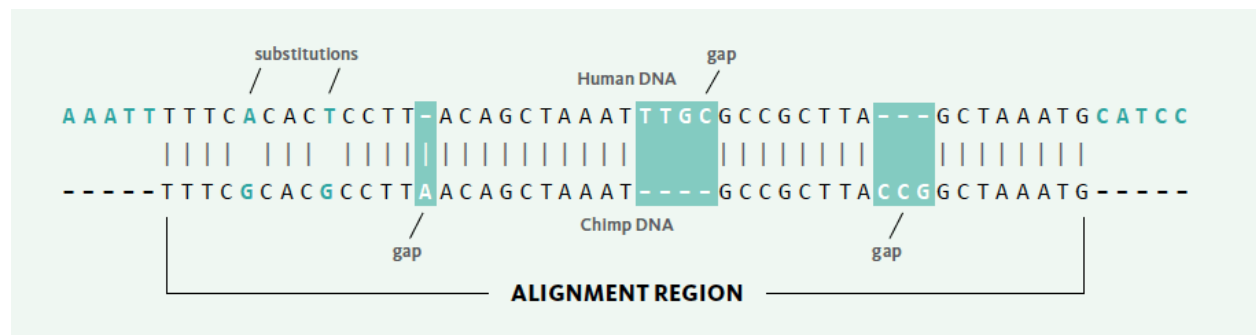 substitutions
gap
Human DNA
AAATTTTTCACACTCCTT-ACAGCTAAATTTGCGCCGCTTA---GCTAAATGCATCC
-----TTTCGCACGCCTTAACAGCTAAAT----GCCGCTTACCGGCTAAATG-----
Chimp DNA
gap
gap
ALIGNMENT REGION